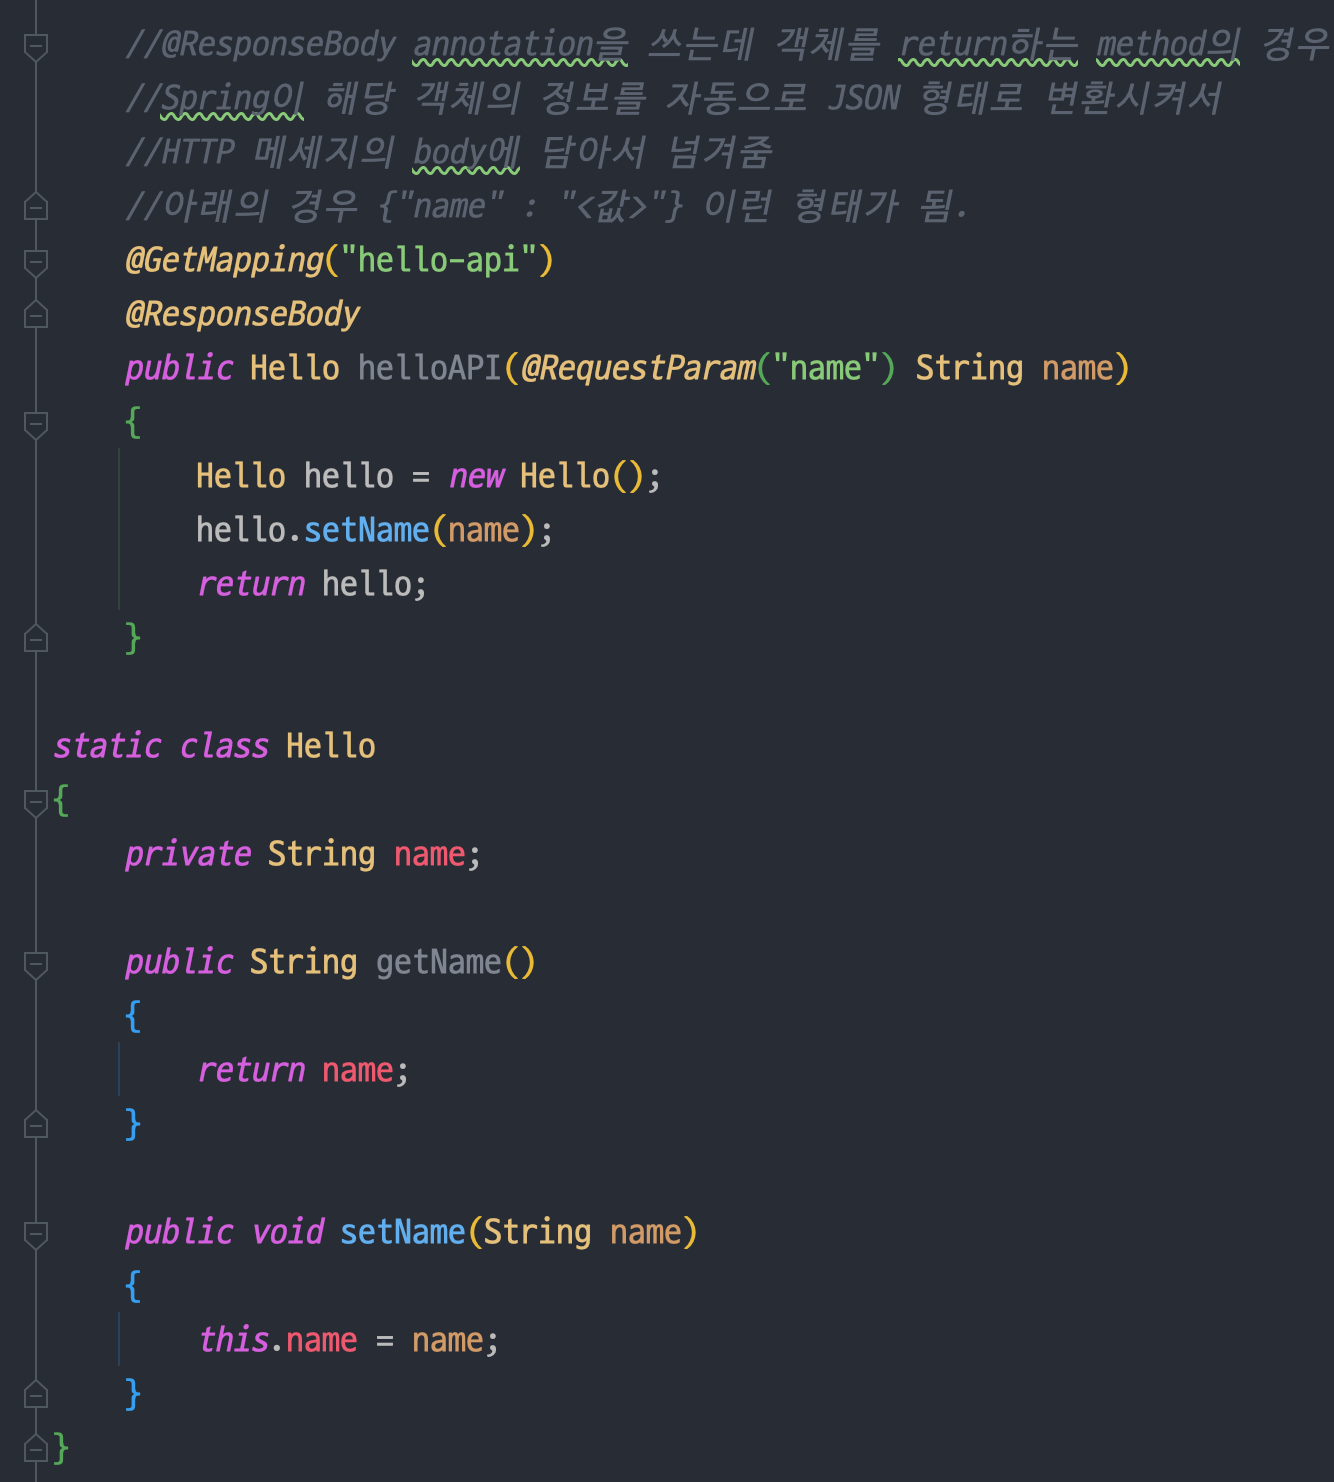 //@ResponseBody annotation을 쓰는데 객체를 return하는 method의 경우
//Spring이 해당 객체의 정보를 자동으로 JSON 형태로 변환시켜서
//HTTP 메세지의 body에 담아서 넘겨줌
//아래의 경우 {"name" : "<값>"} 이런 형태가 됨.
@GetMapping("hello-api")
@ResponseBody
public Hello helloAPI(@RequestParam("name") String name)
{
Hello hello = new Hello();
hello.setName(name);
return hello;
}
static class Hello
{
private String name;
public String getName()
{
return name;
}
public void setName(String name)
{
this.name = name;
}
}